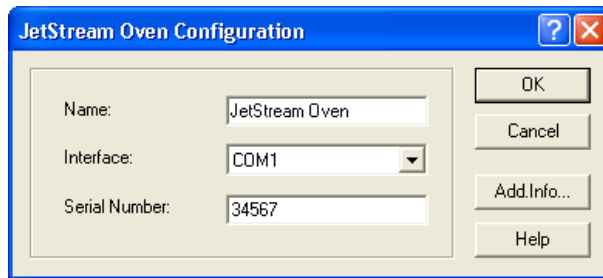 JetStream Oven Configuration
Name:
JetStream Oven
Interface:
COM1
Serial Number:
34567
OK
Cancel
Add.Info...
Help